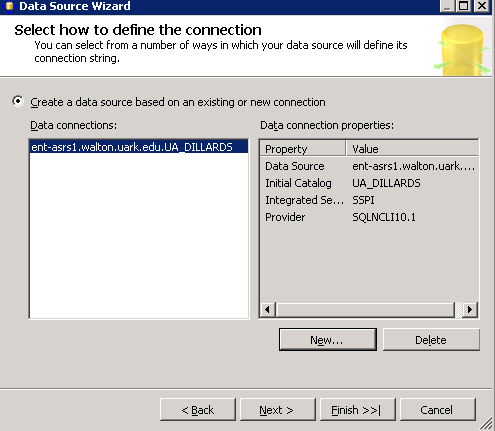 Data Source Wizard
Select how to define the connection
You can select from a number of ways in which your data source will define its
connection string.
Create a data source based on an existing or new connection
Data connections:
ent-asrs1.walton.uark.edu.UA_DILLARDS
Data connection properties:
Property Value
Data Source ent-asrs1.walton.uark....
Initial Catalog UA_DILLARDS
Integrated Se... SSPI
Provider SQLNCLI10.1
New... Delete
< Back Next > Finish >>| Cancel